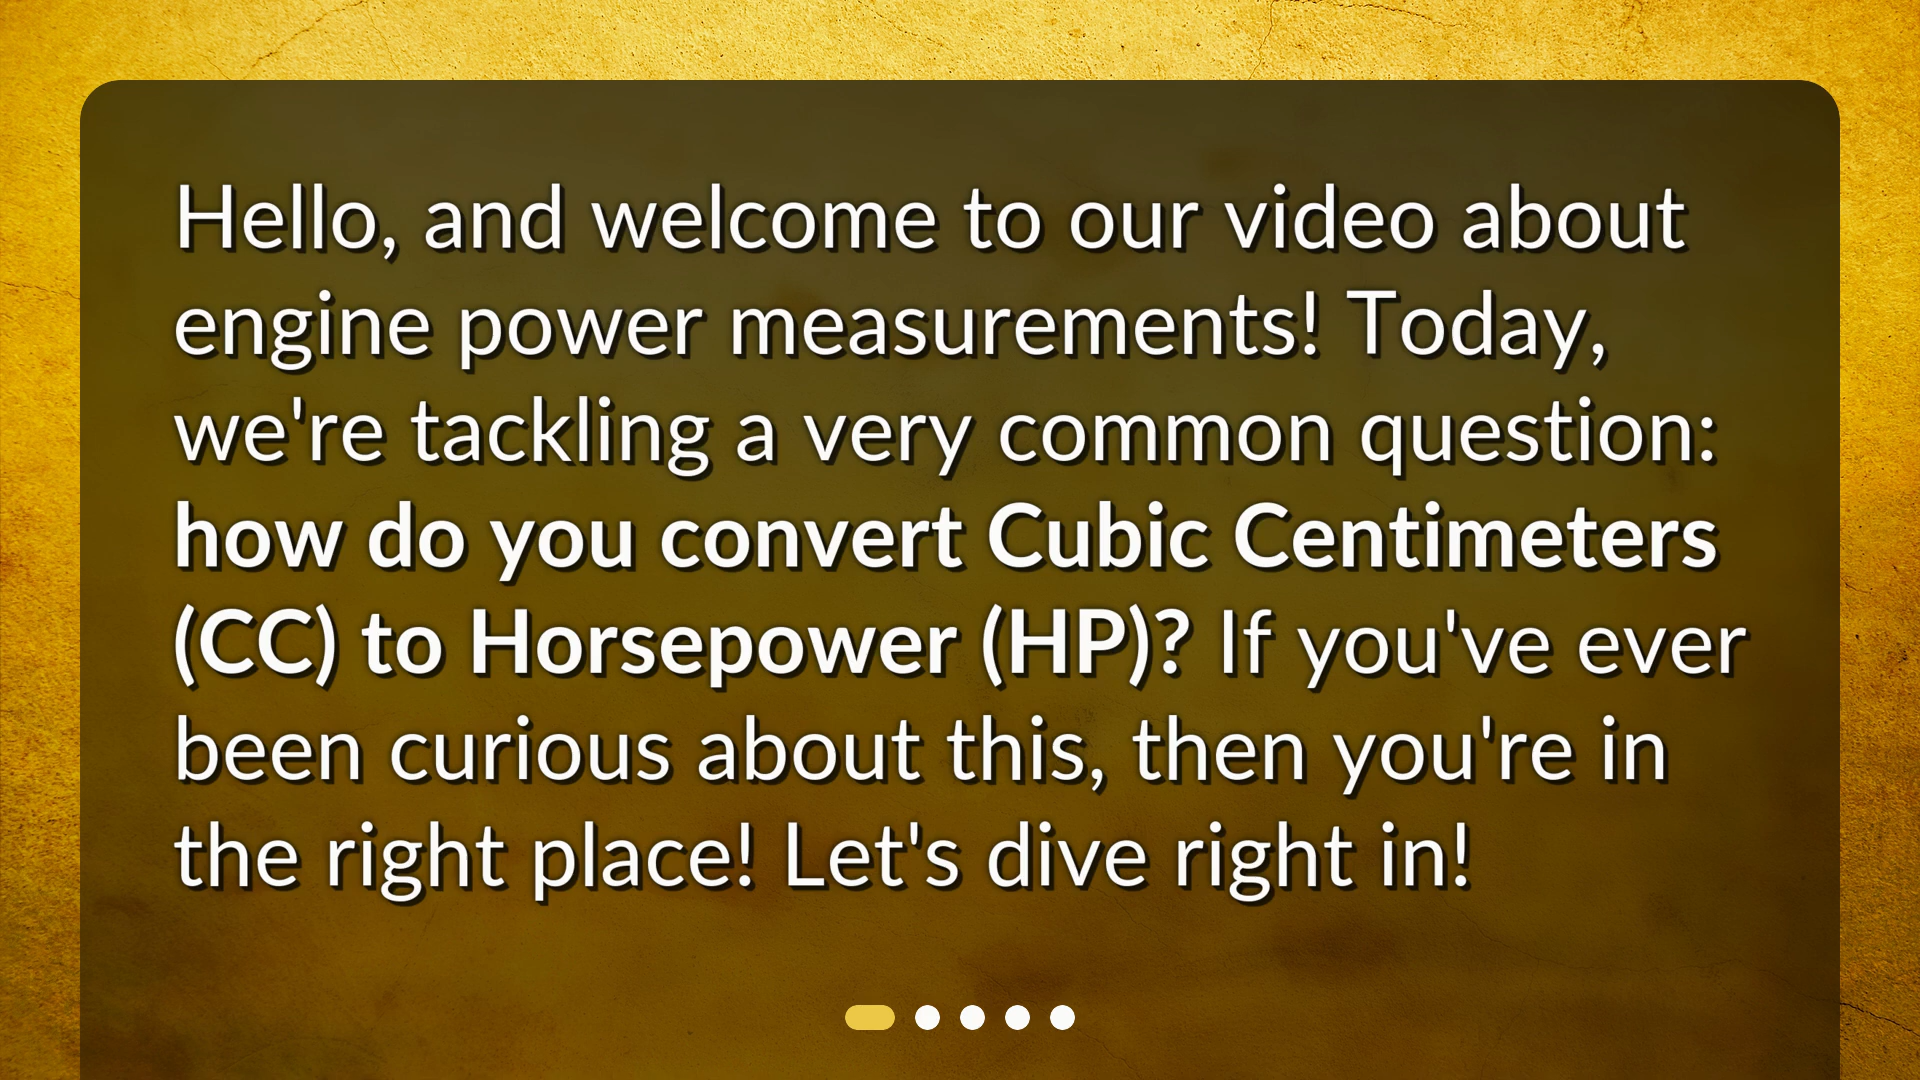 Hello, and welcome to our video about
engine power measurements! Today,
we're tackling a very common question:
how do you convert Cubic Centimeters
(CC) to Horsepower (HP)? If you've ever
been curious about this, then you're in
the right place! Let's dive right in!